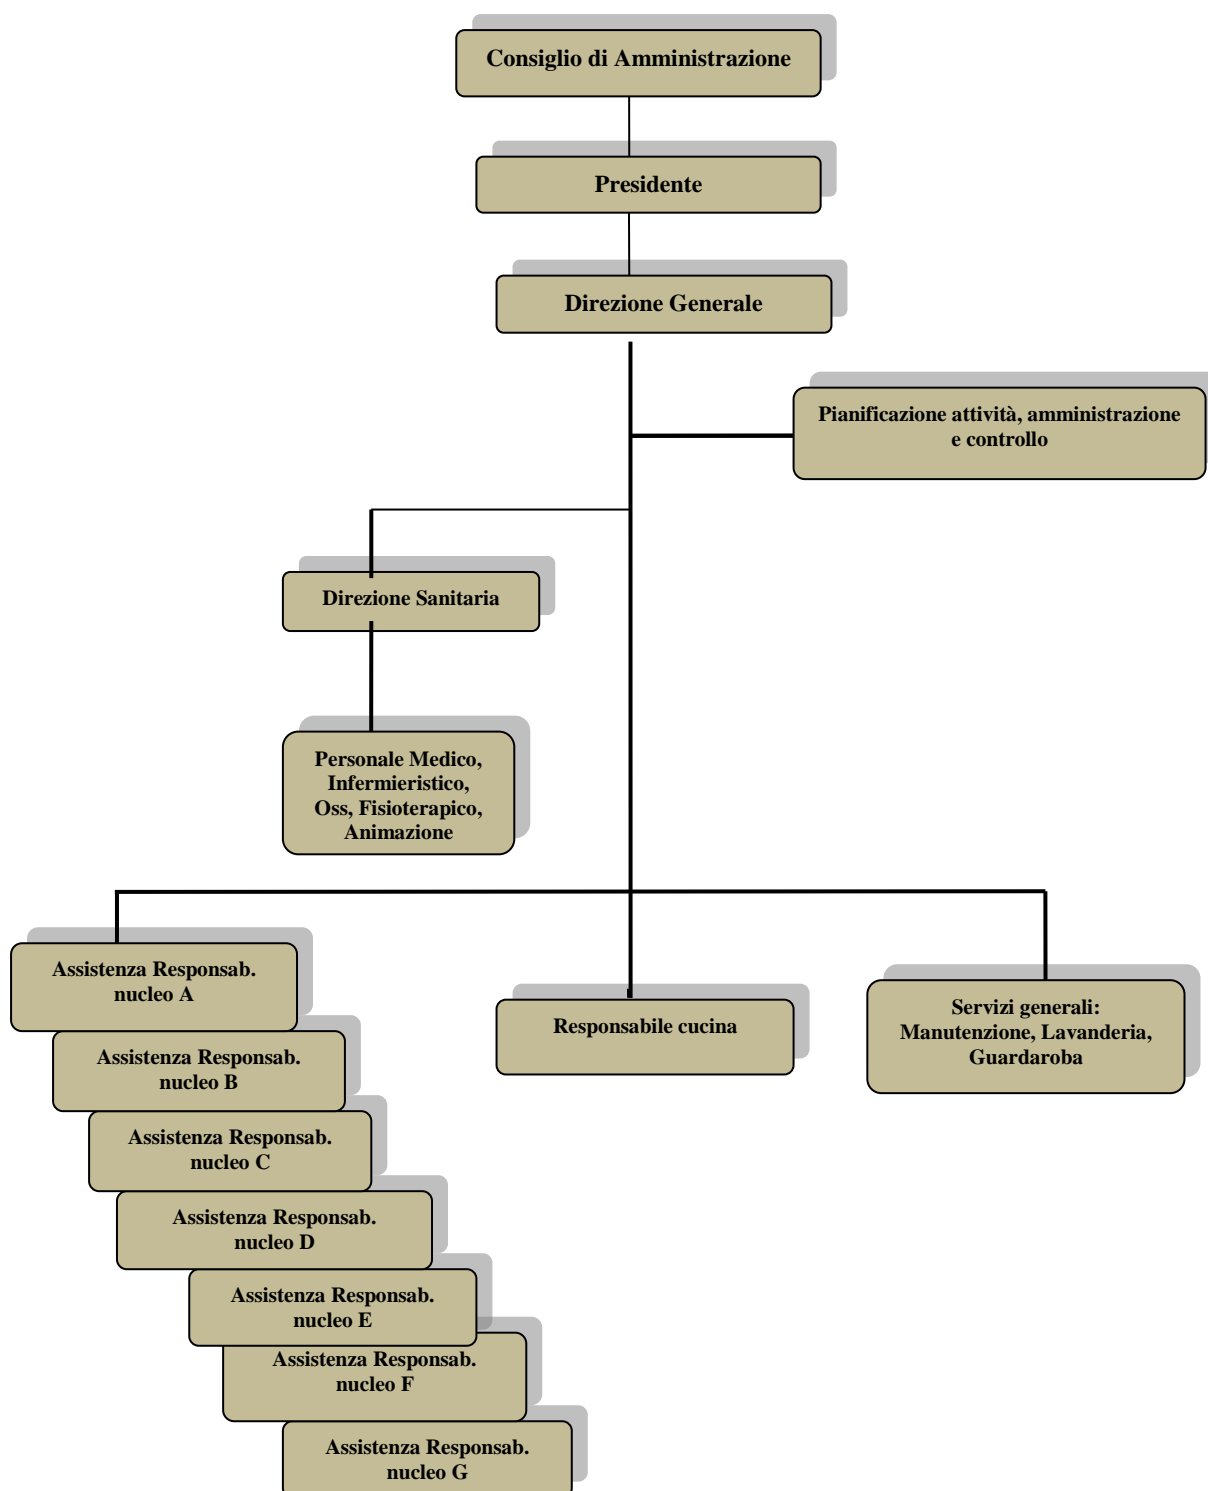 Consiglio di Amministrazione
Presidente
Direzione Generale
Pianificazione attività, amministrazione
e controllo
Direzione Sanitaria
Personale Medico,
Infermieristico,
Oss, Fisioterapico,
Animazione
Assistenza Responsab.
nucleo A
Responsabile cucina
Servizi generali:
Manutenzione, Lavanderia,
Guardaroba
Assistenza Responsab.
nucleo B
Assistenza Responsab.
nucleo C
Assistenza Responsab.
nucleo D
Assistenza Responsab.
nucleo E
Assistenza Responsab.
nucleo F
Assistenza Responsab.
nucleo G